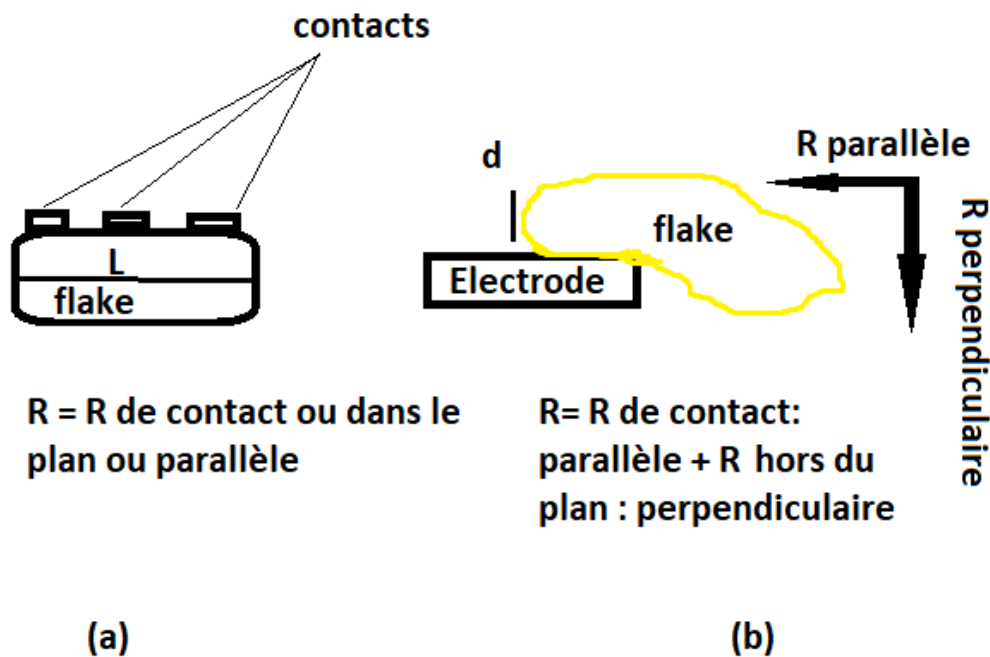 contacts
L
flake
d
R parallèle
flake
Electrode
R perpendiculaire
R = R de contact ou dans le
plan ou parallèle
R= R de contact:
parallèle + R hors du
plan : perpendiculaire
(a)
(b)